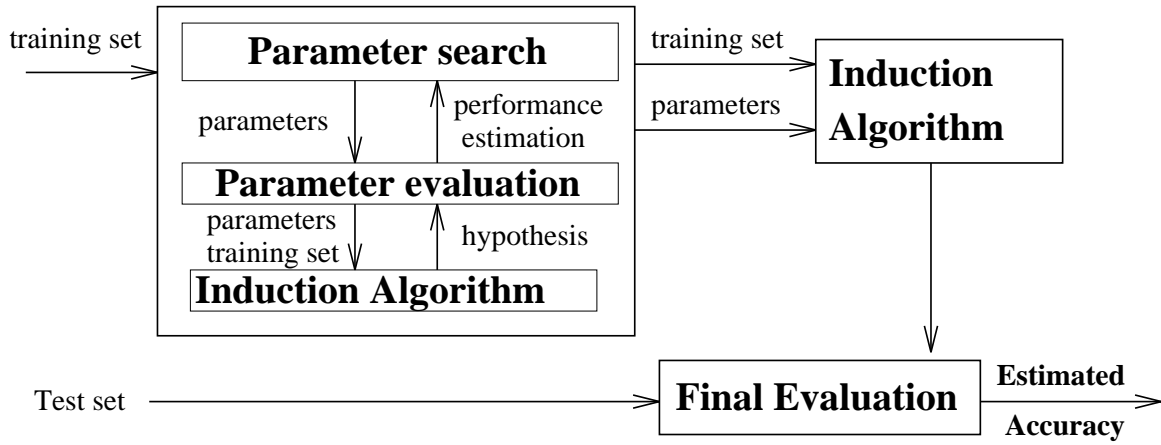 training set
Parameter search
parameters
performance
estimation
Parameter evaluation
parameters
training set
hypothesis
Induction Algorithm
training set
parameters
Induction
Algorithm
Test set
Final Evaluation
Estimated
Accuracy